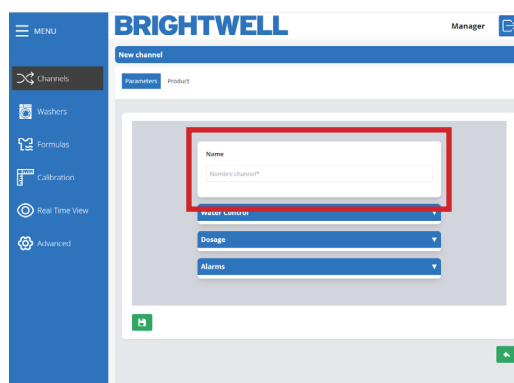 MENU
BRIGHTWELL
Manager
New channel
Channels
Parameters Product
Washers
Formulas
Name
Calibration
Nombre channel*
Real Time View
Water Control
Advanced
Dosage
Alarms